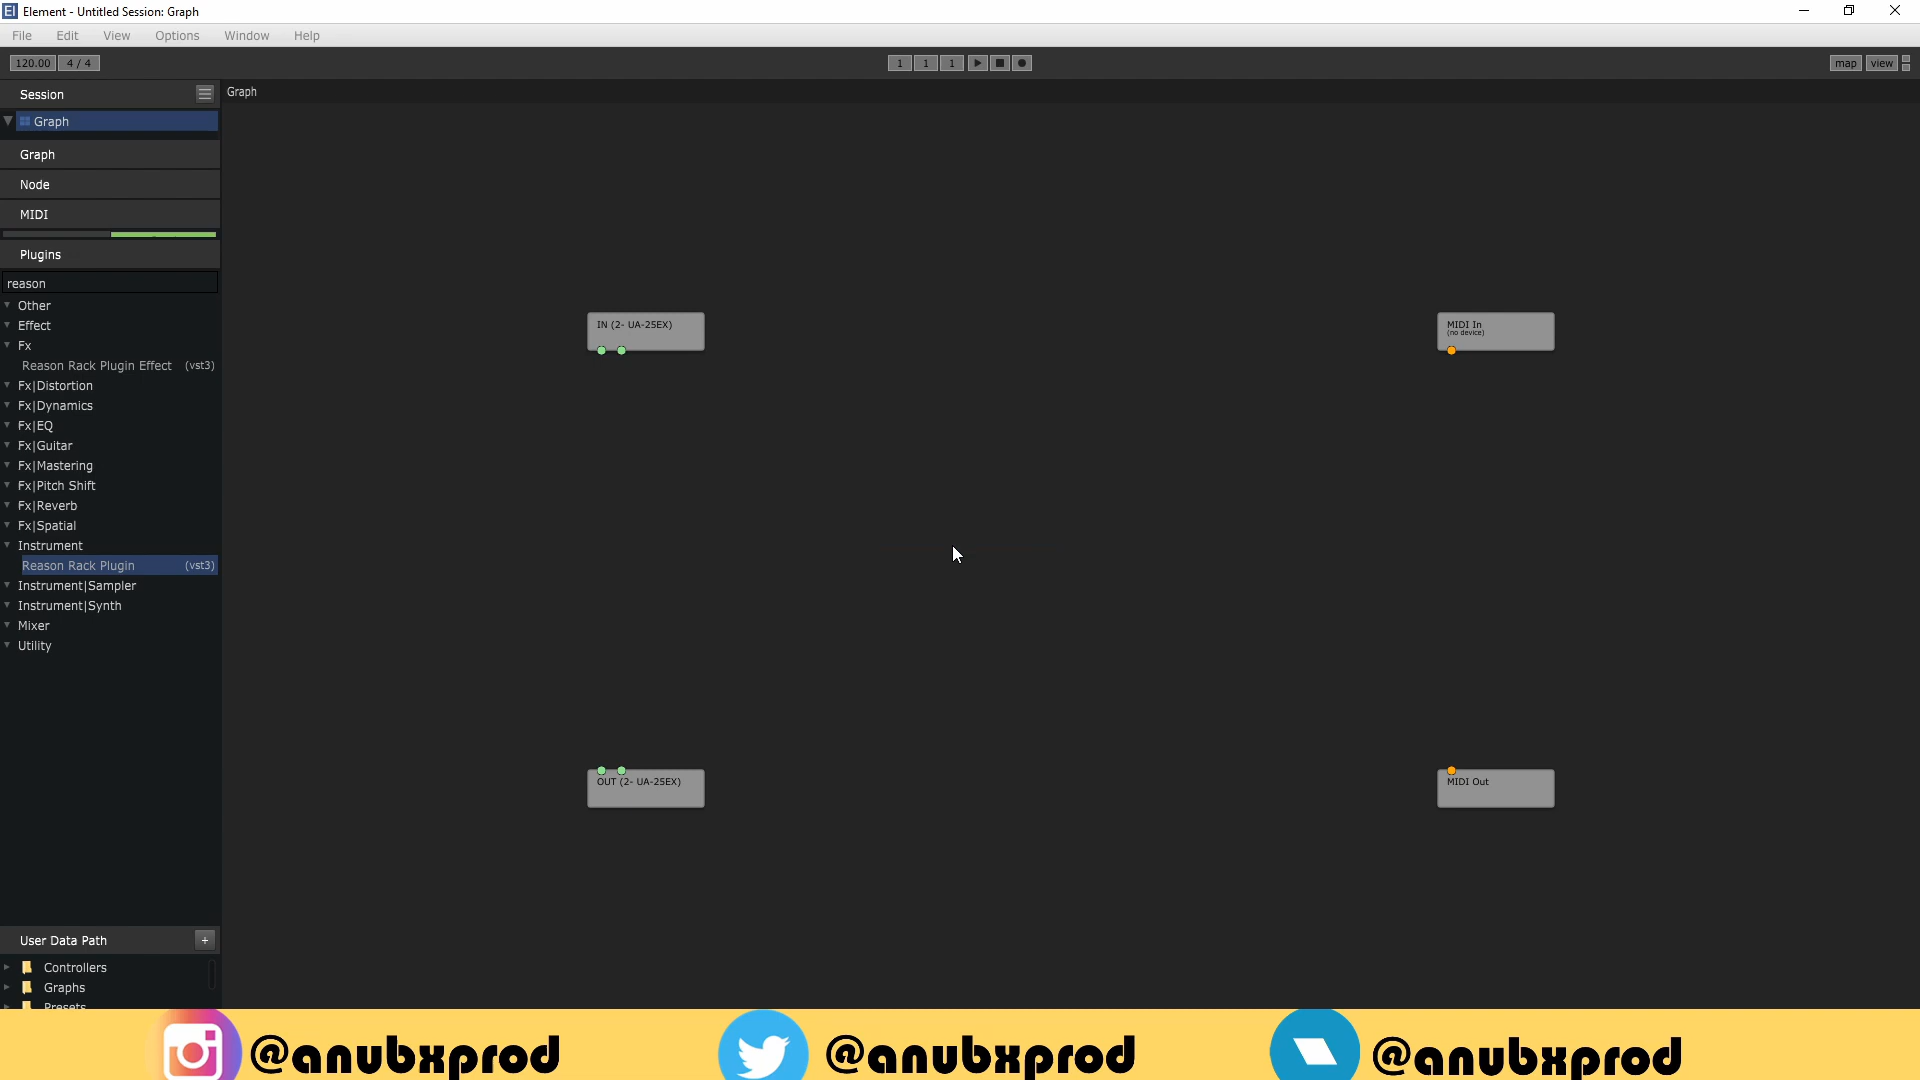 EI Element - Untitled Session: Graph
File Edit View Options Window Help
120.00 4 / 4 1 1 1 map view
Session
Graph
Graph
Graph
Node
MIDI
Plugins
reason
Other
Effect
Fx
Reason Rack Plugin Effect (vst3)
Fx|Distortion
Fx|Dynamics
Fx|EQ
Fx|Guitar
Fx|Mastering
Fx|Pitch Shift
Fx|Reverb
Fx|Spatial
Instrument
Reason Rack Plugin (vst3)
Instrument|Sampler
Instrument|Synth
Mixer
Utility
User Data Path +
Controllers
Graphs
Presets
IN (2- UA-25EX)
MIDI In
(no device)
OUT (2- UA-25EX)
MIDI Out
@anubxprod @anubxprod @anubxprod